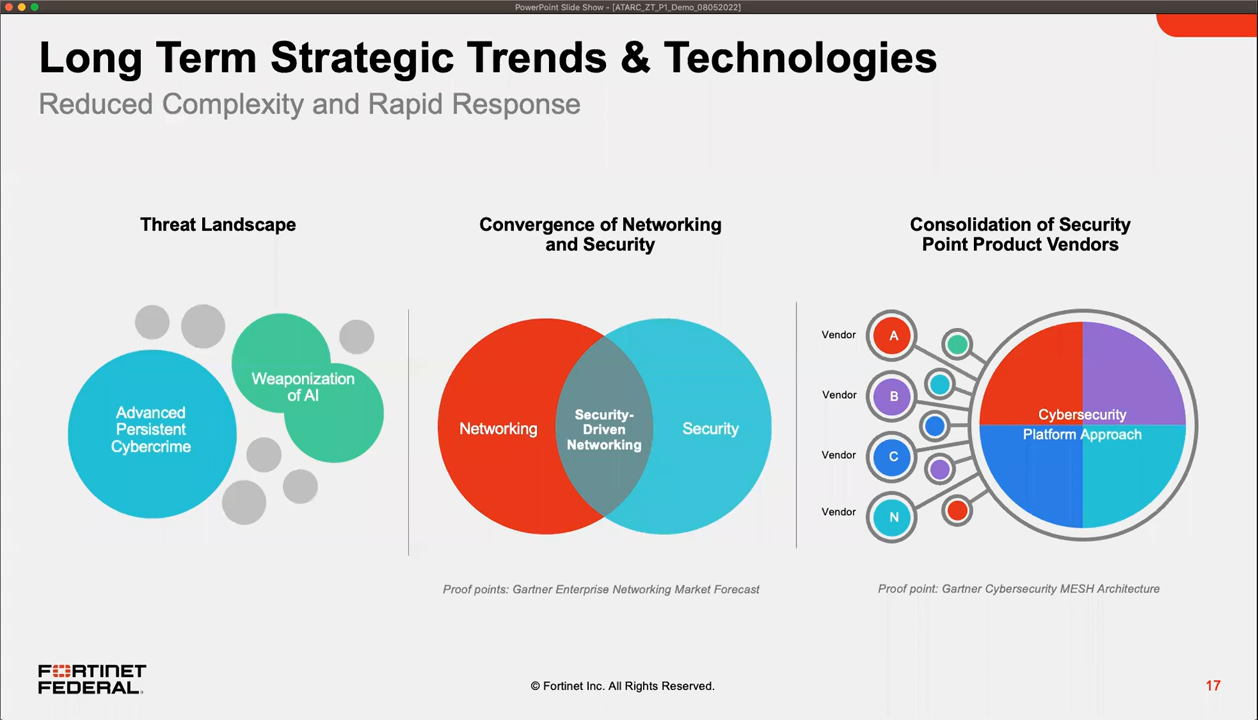 PowerPoint Slide Show - [ATARC_ZT_P1_Demo_08052022]
Long Term Strategic Trends & Technologies
Reduced Complexity and Rapid Response
Threat Landscape
Advanced
Persistent
Cybercrime
Weaponization
of AI
Convergence of Networking
and Security
Networking
Security-
Driven
Networking
Security
Proof points: Gartner Enterprise Networking Market Forecast
Consolidation of Security
Point Product Vendors
Vendor A
Vendor B
Vendor C
Vendor N
Cybersecurity
Platform Approach
Proof point: Gartner Cybersecurity MESH Architecture
FORTINET
FEDERAL
© Fortinet Inc. All Rights Reserved.
17